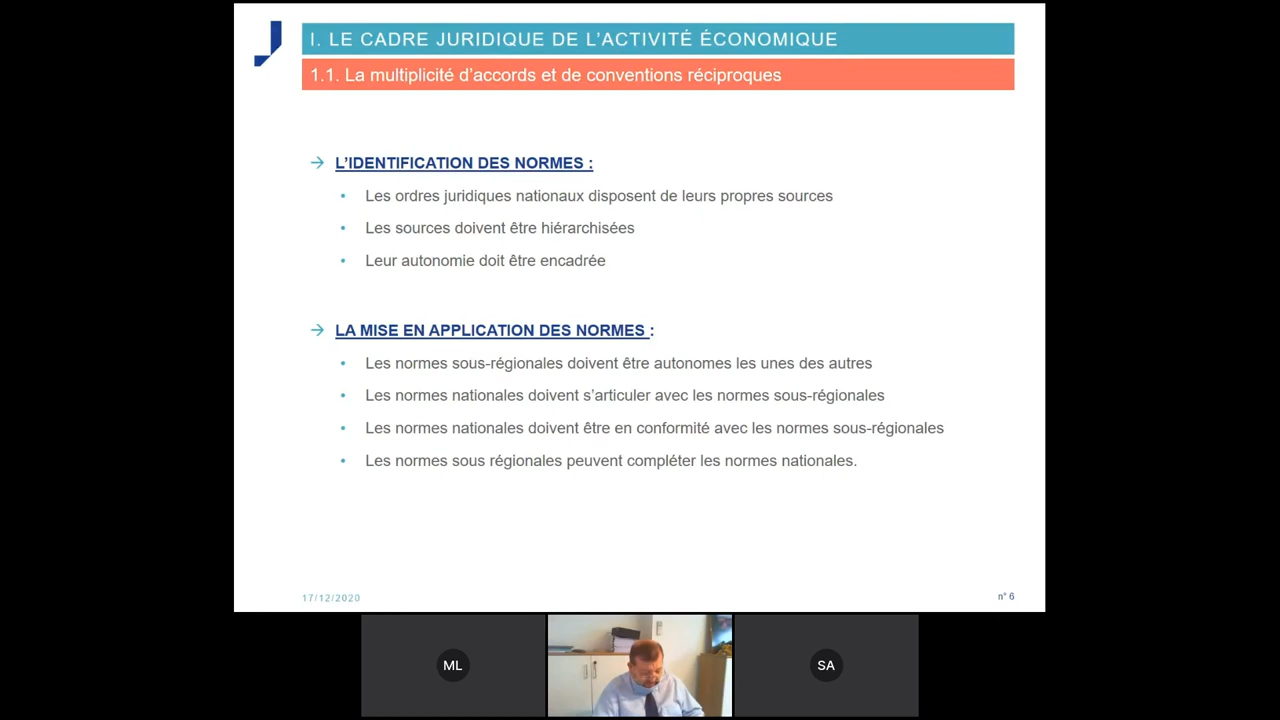 I. LE CADRE JURIDIQUE DE L'ACTIVITÉ ÉCONOMIQUE
1.1. La multiplicité d'accords et de conventions réciproques
→ L'IDENTIFICATION DES NORMES :
• Les ordres juridiques nationaux disposent de leurs propres sources
• Les sources doivent être hiérarchisées
• Leur autonomie doit être encadrée
→ LA MISE EN APPLICATION DES NORMES :
• Les normes sous-régionales doivent être autonomes les unes des autres
• Les normes nationales doivent s'articuler avec les normes sous-régionales
• Les normes nationales doivent être en conformité avec les normes sous-régionales
• Les normes sous régionales peuvent compléter les normes nationales.
17/12/2020
n° 6
ML
SA